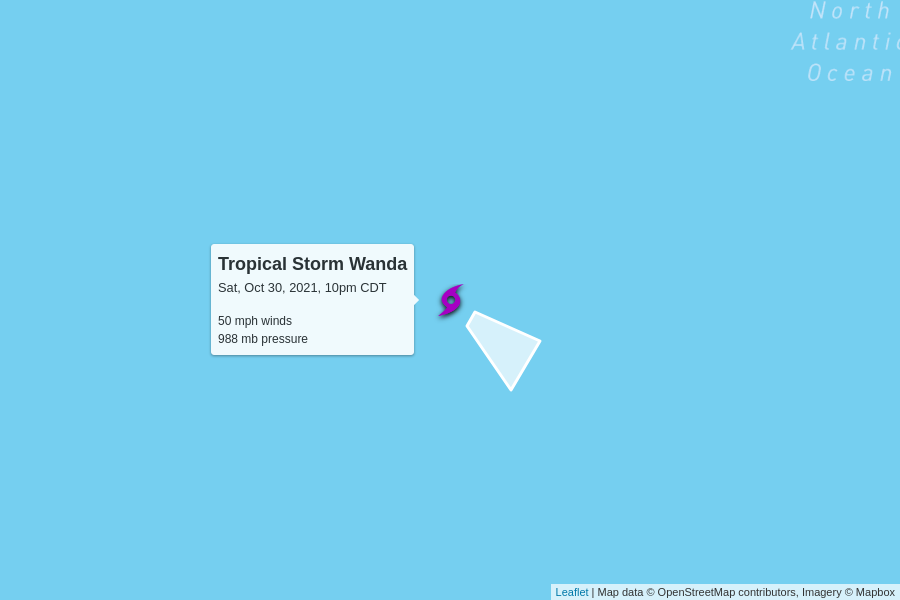 North
Atlantic
Ocean
Tropical Storm Wanda
Sat, Oct 30, 2021, 10pm CDT
50 mph winds
988 mb pressure
Leaflet | Map data © OpenStreetMap contributors, Imagery © Mapbox